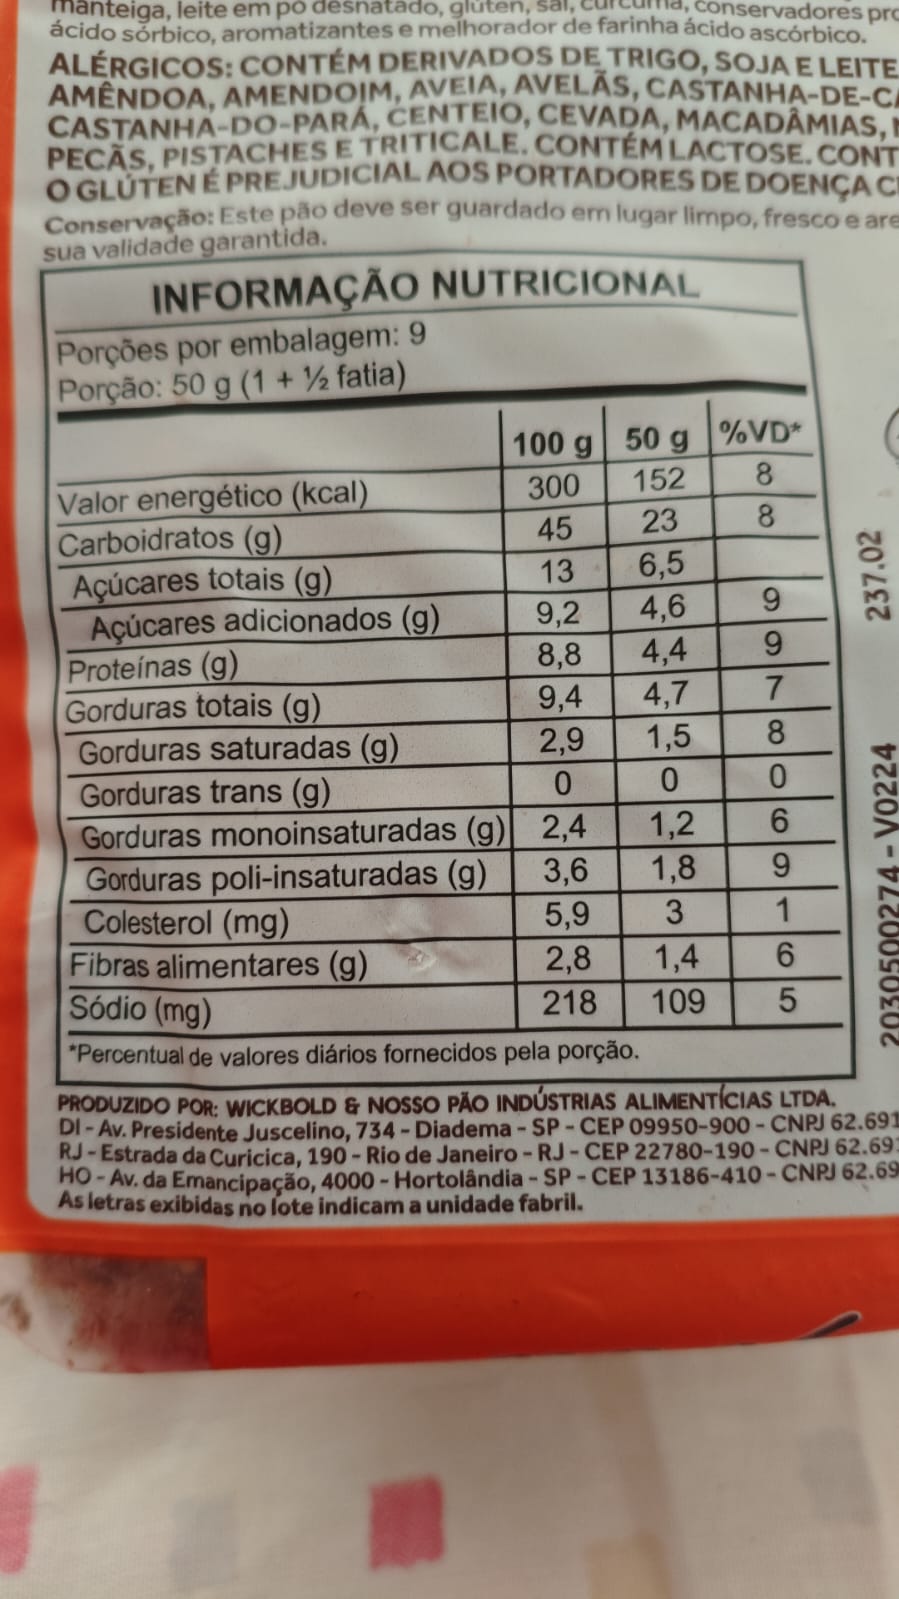 manteiga, leite em pó desnatado, glúten, sal, cúrcuma, conservadores
ácido sórbico, aromatizantes e melhorador de farinha ácido ascórbico.
ALÉRGICOS: CONTÉM DERIVADOS DE TRIGO, SOJA E LEITE
AMÊNDOA, AMENDOIM, AVEIA, AVELÃS, CASTANHA-DE-
CASTANHA-DO-PARÁ, CENTEIO, CEVADA, MACADÂMIAS,
PECÃS, PISTACHES E TRITICALE. CONTÉM LACTOSE. CONT
O GLÚTEN É PREJUDICIAL AOS PORTADORES DE DOENÇA
Conservação: Este pão deve ser guardado em lugar limpo, fresco e are
sua validade garantida.
INFORMAÇÃO NUTRICIONAL
Porções por embalagem: 9
Porção: 50 g (1 + ½ fatia)
100 g 50 g %VD*
Valor energético (kcal) 300 152 8
Carboidratos (g) 45 23 8
Açúcares totais (g) 13 6,5
Açúcares adicionados (g) 9,2 4,6 9
Proteínas (g) 8,8 4,4 9
Gorduras totais (g) 9,4 4,7 7
Gorduras saturadas (g) 2,9 1,5 8
Gorduras trans (g) 0 0 0
Gorduras monoinsaturadas (g) 2,4 1,2 6
Gorduras poli-insaturadas (g) 3,6 1,8 9
Colesterol (mg) 5,9 3 1
Fibras alimentares (g) 2,8 1,4 6
Sódio (mg) 218 109 5
*Percentual de valores diários fornecidos pela porção.
PRODUZIDO POR: WICKBOLD & NOSSO PÃO INDÚSTRIAS ALIMENTÍCIAS LTDA.
DI - Av. Presidente Juscelino, 734 - Diadema - SP - CEP 09950-900 - CNPJ 62.691
RJ - Estrada da Curicica, 190 - Rio de Janeiro - RJ - CEP 22780-190 - CNPJ 62.691
HO - Av. da Emancipação, 4000 - Hortolândia - SP - CEP 13186-410 - CNPJ 62.69
As letras exibidas no lote indicam a unidade fabril.
237.02
2030500274 - V0224